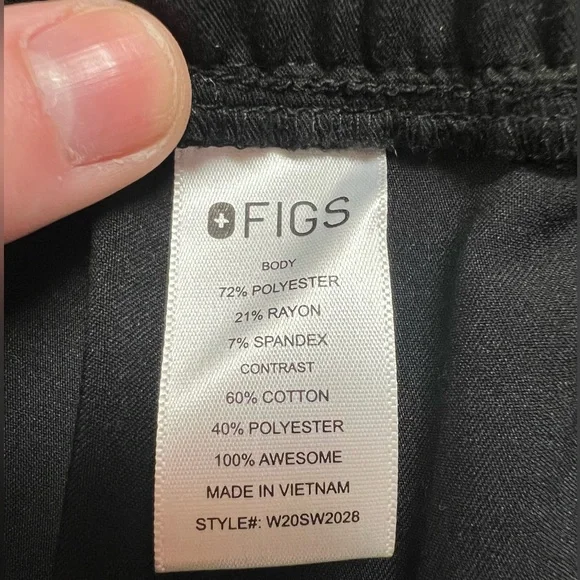 FIGS
BODY
72% POLYESTER
21% RAYON
7% SPANDEX
CONTRAST
60% COTTON
40% POLYESTER
100% AWESOME
MADE IN VIETNAM
STYLE#: W20SW2028